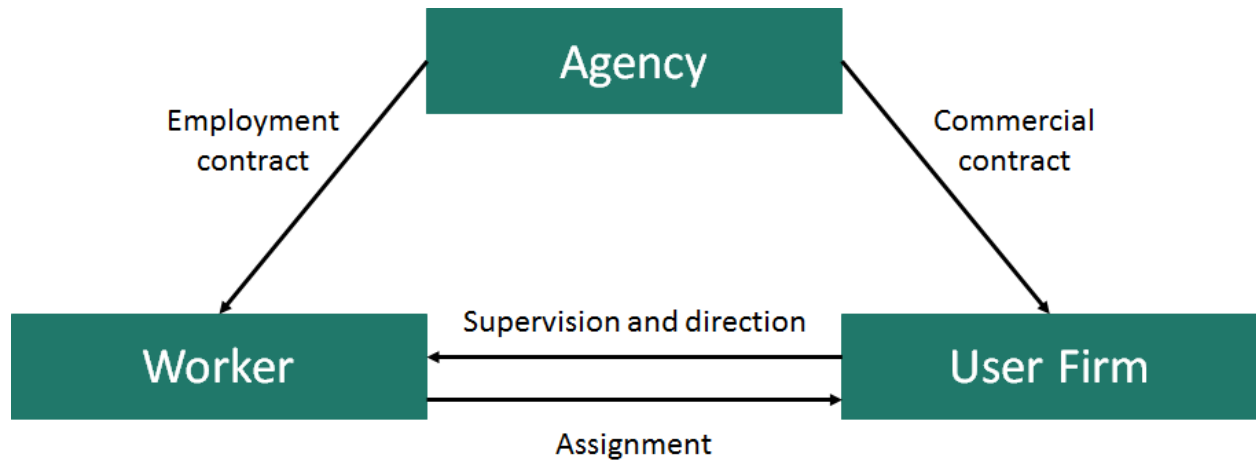 Agency
Employment
contract
Commercial
contract
Supervision and direction
Worker
User Firm
Assignment